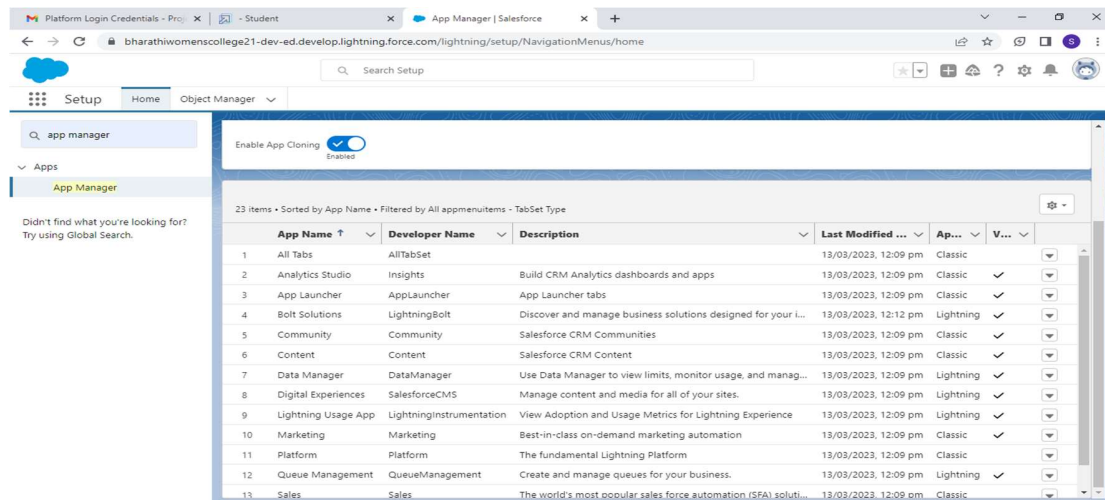 Platform Login Credentials - Proj
- Student
App Manager | Salesforce
bharathiwomenscollege21-dev-ed.develop.lightning.force.com/lightning/setup/NavigationMenus/home
S
Search Setup
Setup Home Object Manager
app manager
Apps
App Manager
Didn't find what you're looking for?
Try using Global Search.
Enable App Cloning
Enabled
23 items • Sorted by App Name • Filtered by All appmenuitems - TabSet Type
App Name ↑ Developer Name Description Last Modified ... Ap... V...
1 All Tabs AllTabSet 13/03/2023, 12:09 pm Classic
2 Analytics Studio Insights Build CRM Analytics dashboards and apps 13/03/2023, 12:09 pm Classic ✓
3 App Launcher AppLauncher App Launcher tabs 13/03/2023, 12:09 pm Classic ✓
4 Bolt Solutions LightningBolt Discover and manage business solutions designed for your i... 13/03/2023, 12:12 pm Lightning ✓
5 Community Community Salesforce CRM Communities 13/03/2023, 12:09 pm Classic ✓
6 Content Content Salesforce CRM Content 13/03/2023, 12:09 pm Classic ✓
7 Data Manager DataManager Use Data Manager to view limits, monitor usage, and manag... 13/03/2023, 12:09 pm Lightning ✓
8 Digital Experiences SalesforceCMS Manage content and media for all of your sites. 13/03/2023, 12:09 pm Lightning ✓
9 Lightning Usage App LightningInstrumentation View Adoption and Usage Metrics for Lightning Experience 13/03/2023, 12:09 pm Lightning ✓
10 Marketing Marketing Best-in-class on-demand marketing automation 13/03/2023, 12:09 pm Classic ✓
11 Platform Platform The fundamental Lightning Platform 13/03/2023, 12:09 pm Classic
12 Queue Management QueueManagement Create and manage queues for your business. 13/03/2023, 12:09 pm Lightning ✓
13 Sales Sales The world's most popular sales force automation (SFA) soluti... 13/03/2023, 12:09 pm Classic